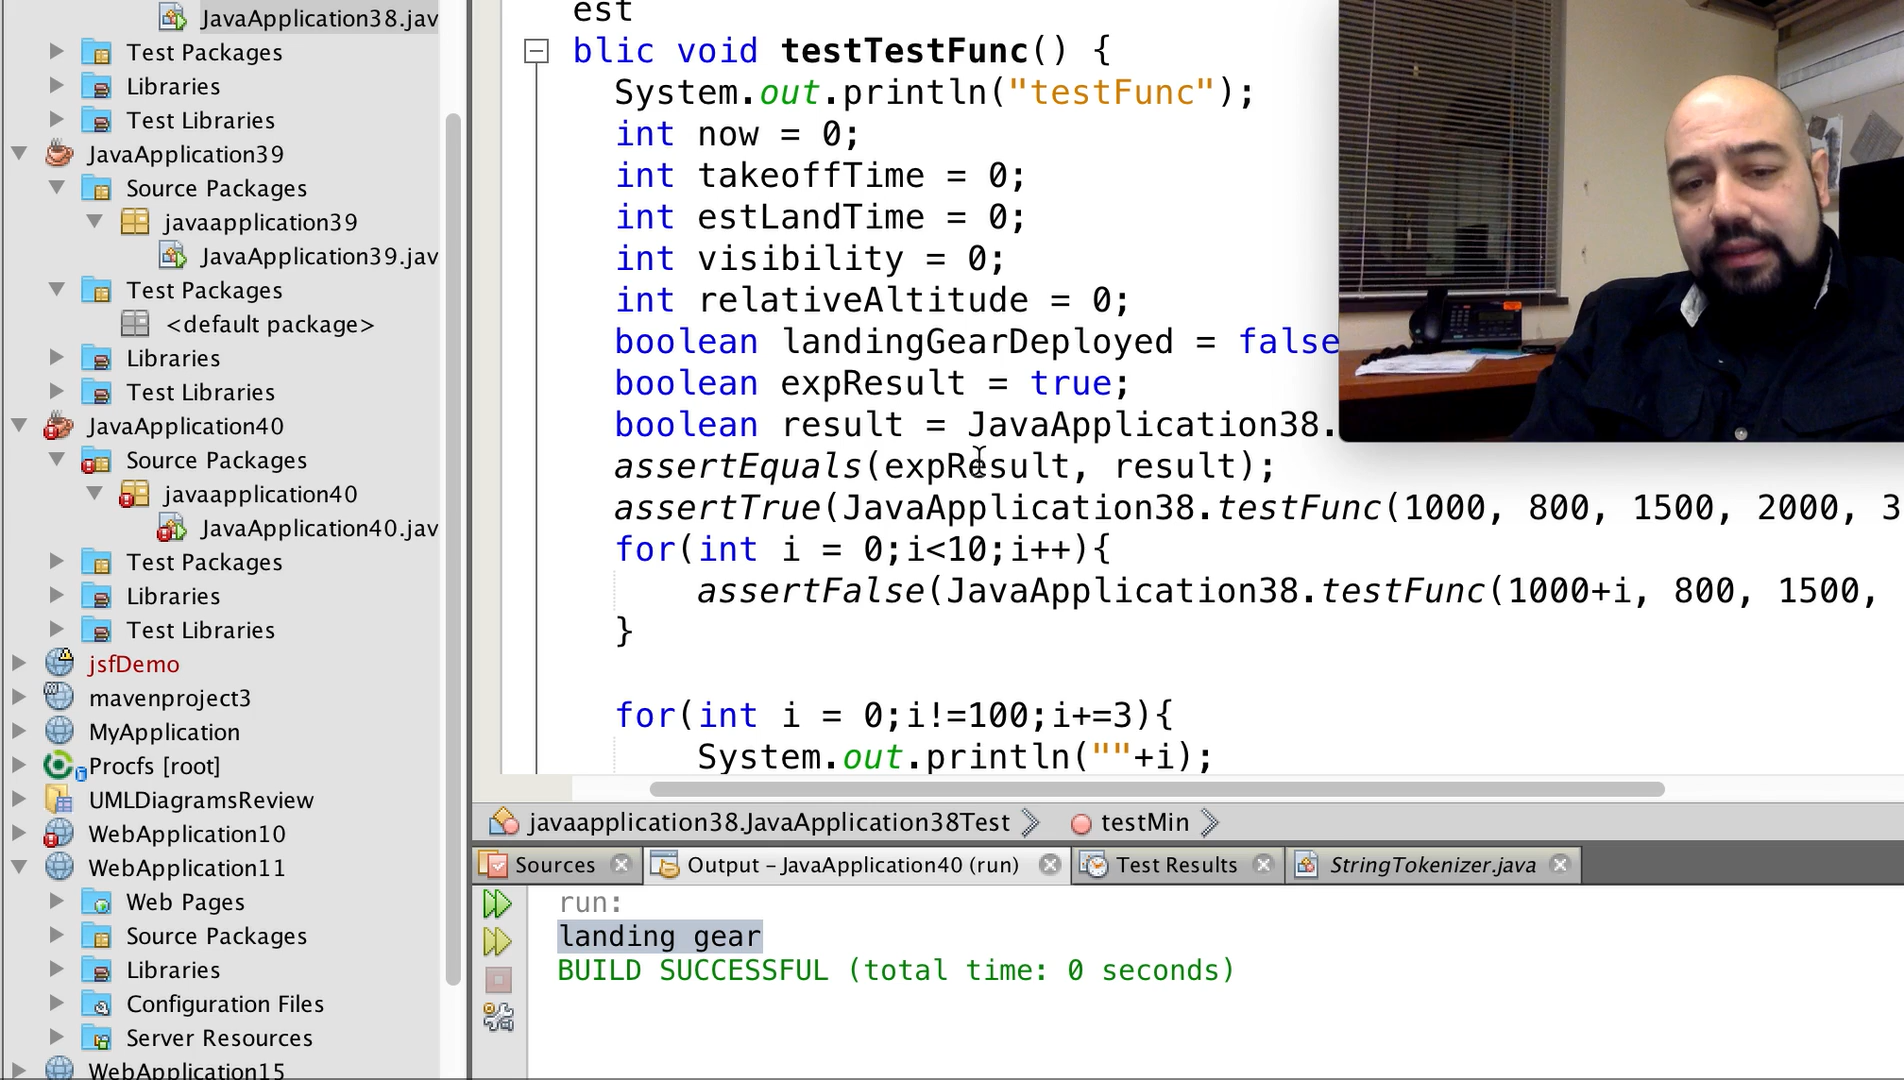 JavaApplication38.jav
Test Packages
Libraries
Test Libraries
JavaApplication39
Source Packages
javaapplication39
JavaApplication39.jav
Test Packages
<default package>
Libraries
Test Libraries
JavaApplication40
Source Packages
javaapplication40
JavaApplication40.jav
Test Packages
Libraries
Test Libraries
jsfDemo
mavenproject3
MyApplication
Procfs [root]
UMLDiagramsReview
WebApplication10
WebApplication11
Web Pages
Source Packages
Libraries
Configuration Files
Server Resources
WebApplication15
est
blic void testTestFunc() {
System.out.println("testFunc");
int now = 0;
int takeoffTime = 0;
int estLandTime = 0;
int visibility = 0;
int relativeAltitude = 0;
boolean landingGearDeployed = false
boolean expResult = true;
boolean result = JavaApplication38.
assertEquals(expResult, result);
assertTrue(JavaApplication38.testFunc(1000, 800, 1500, 2000, 3
for(int i = 0;i<10;i++){
assertFalse(JavaApplication38.testFunc(1000+i, 800, 1500,
}
for(int i = 0;i!=100;i+=3){
System.out.println(""+i);
javaapplication38.JavaApplication38Test testMin
Sources Output – JavaApplication40 (run) Test Results StringTokenizer.java
run:
landing gear
BUILD SUCCESSFUL (total time: 0 seconds)